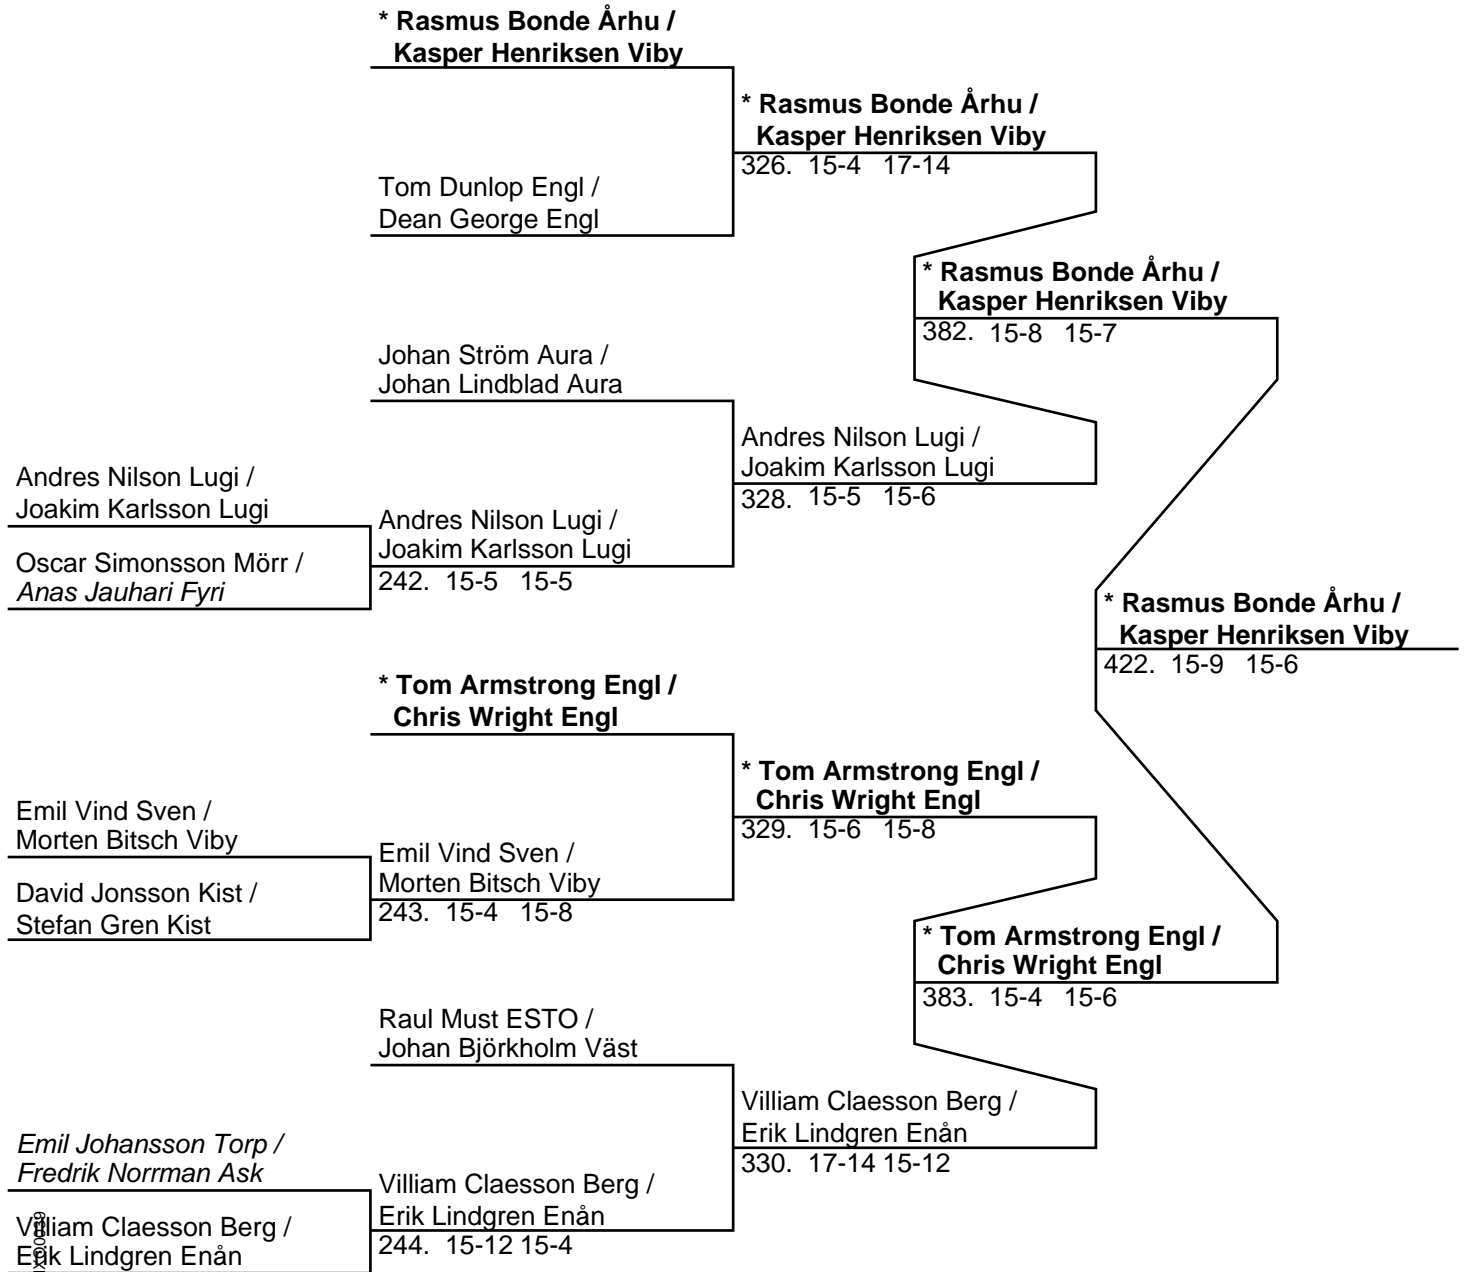 * Rasmus Bonde Århu /
Kasper Henriksen Viby
* Rasmus Bonde Århu /
Kasper Henriksen Viby
326. 15-4 17-14
Tom Dunlop Engl /
Dean George Engl
* Rasmus Bonde Århu /
Kasper Henriksen Viby
382. 15-8 15-7
Johan Ström Aura /
Johan Lindblad Aura
Andres Nilson Lugi /
Joakim Karlsson Lugi
328. 15-5 15-6
Andres Nilson Lugi /
Joakim Karlsson Lugi
Andres Nilson Lugi /
Joakim Karlsson Lugi
242. 15-5 15-5
Oscar Simonsson Mörr /
Anas Jauhari Fyri
* Rasmus Bonde Århu /
Kasper Henriksen Viby
422. 15-9 15-6
* Tom Armstrong Engl /
Chris Wright Engl
* Tom Armstrong Engl /
Chris Wright Engl
329. 15-6 15-8
Emil Vind Sven /
Morten Bitsch Viby
Emil Vind Sven /
Morten Bitsch Viby
243. 15-4 15-8
David Jonsson Kist /
Stefan Gren Kist
* Tom Armstrong Engl /
Chris Wright Engl
383. 15-4 15-6
Raul Must ESTO /
Johan Björkholm Väst
Villiam Claesson Berg /
Erik Lindgren Enån
330. 17-14 15-12
Emil Johansson Torp /
Fredrik Norrman Ask
Villiam Claesson Berg /
Erik Lindgren Enån
244. 15-12 15-4
Villiam Claesson Berg /
Erik Lindgren Enån